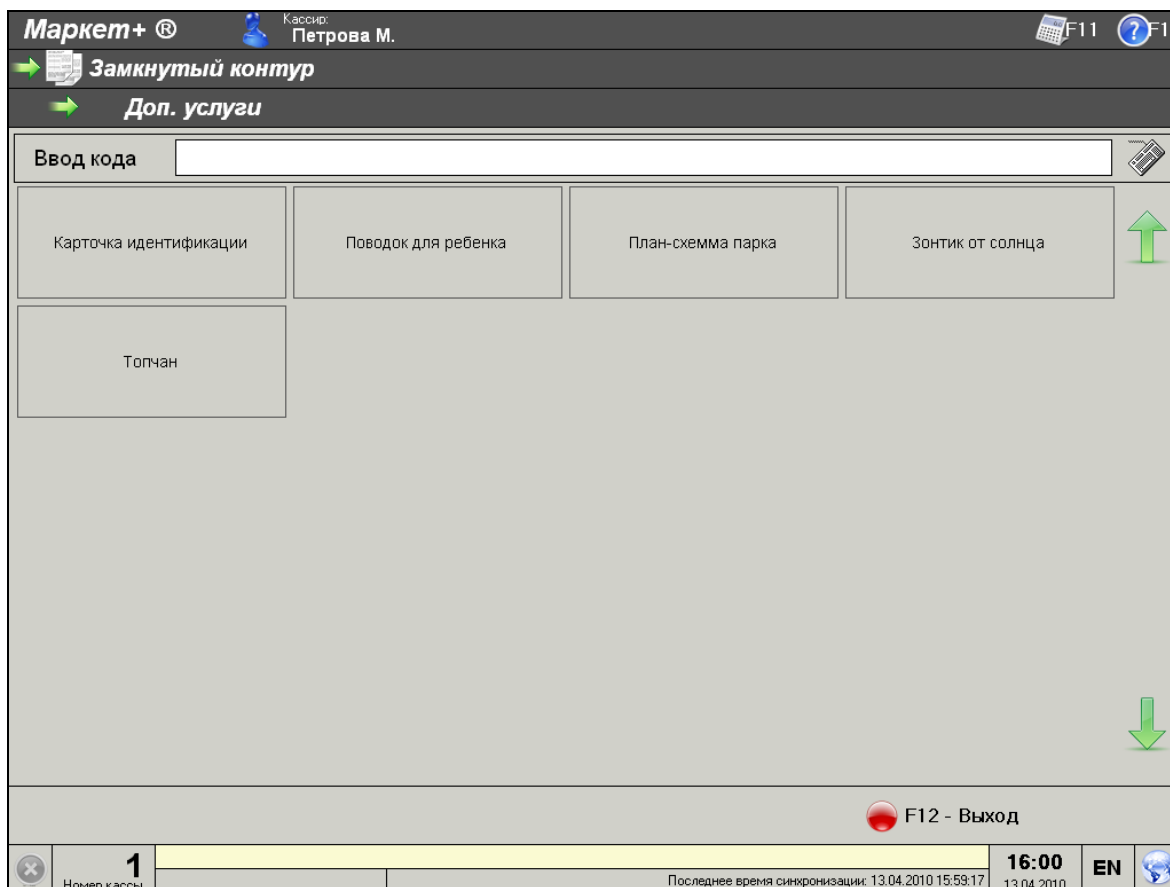 Маркет+ ®
Кассир:
Петрова М.
F11
F1
Замкнутый контур
Доп. услуги
Ввод кода
Карточка идентификации
Поводок для ребенка
План-схемма парка
Зонтик от солнца
Топчан
F12 - Выход
1
Номер кассы
Последнее время синхронизации: 13.04.2010 15:59:17
16:00
13.04.2010
EN